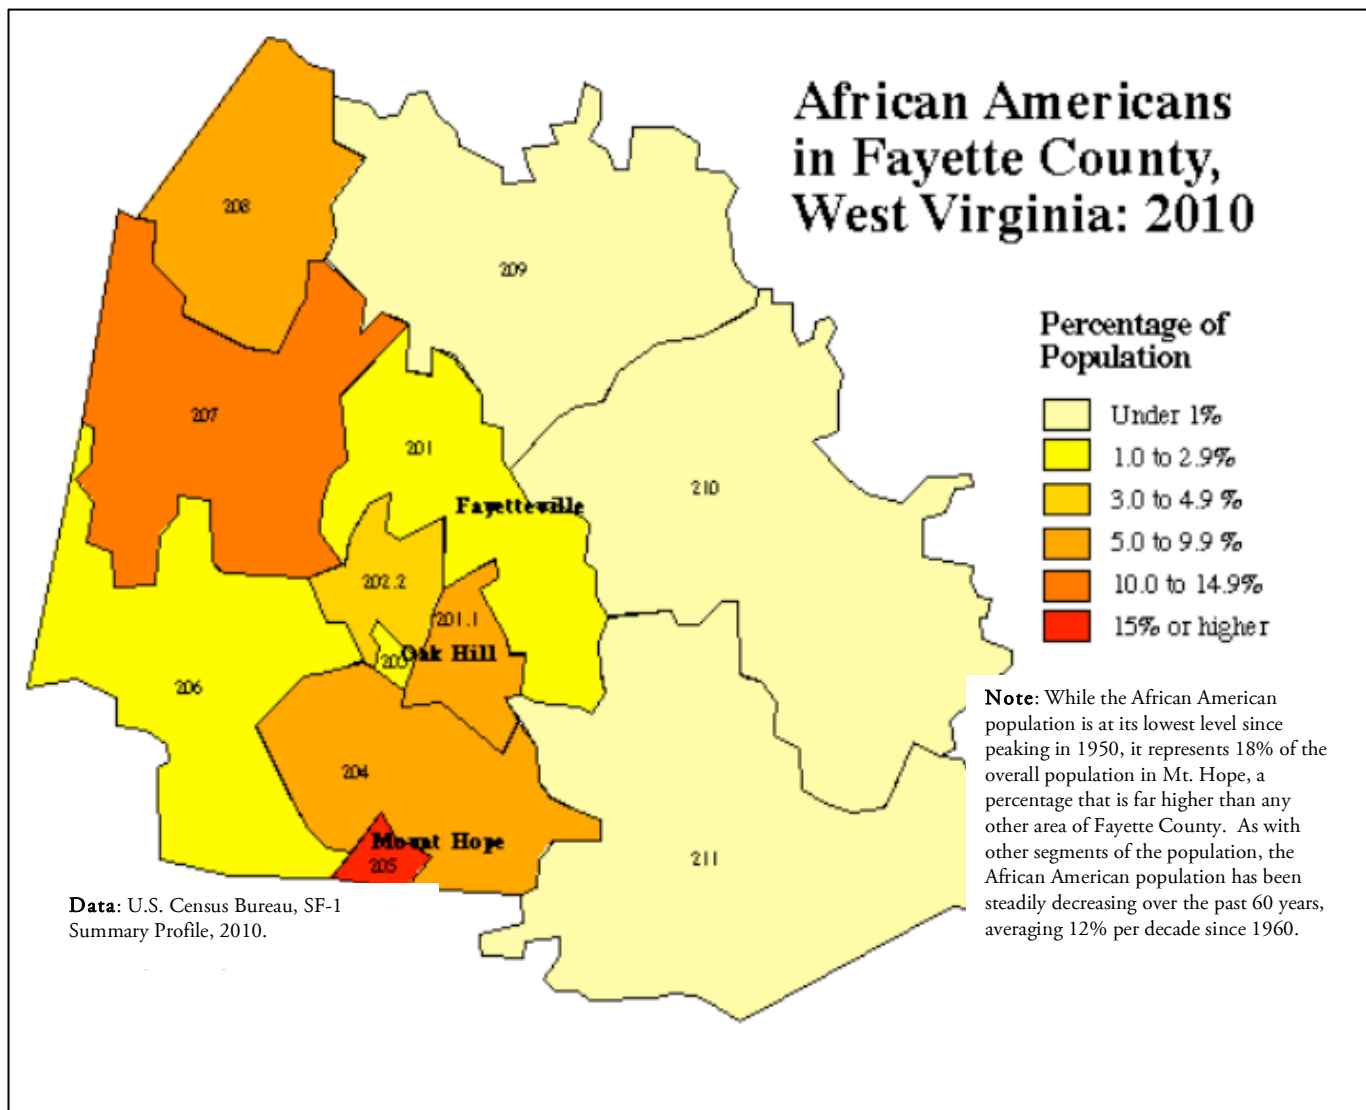 African Americans
in Fayette County,
West Virginia: 2010
208
209
Percentage of
Population
Under 1%
1.0 to 2.9%
3.0 to 4.9 %
5.0 to 9.9 %
10.0 to 14.9%
15% or higher
207
201
210
Fayetteville
202.2
201.1
203
Oak Hill
206
204
Mount Hope
205
211
Note: While the African American
population is at its lowest level since
peaking in 1950, it represents 18% of the
overall population in Mt. Hope, a
percentage that is far higher than any
other area of Fayette County. As with
other segments of the population, the
African American population has been
steadily decreasing over the past 60 years,
averaging 12% per decade since 1960.
Data: U.S. Census Bureau, SF-1
Summary Profile, 2010.